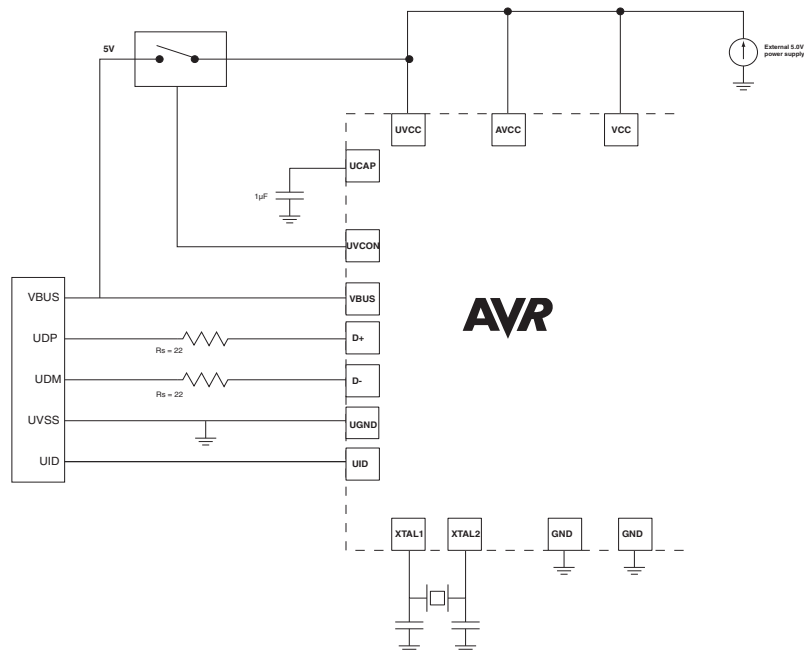 5V
External 5.0V
power supply
UVCC
AVCC
VCC
UCAP
1µF
UVCON
VBUS
VBUS
UDP
Rs = 22
D+
UDM
Rs = 22
D-
UVSS
UGND
UID
UID
AVR
XTAL1
XTAL2
GND
GND